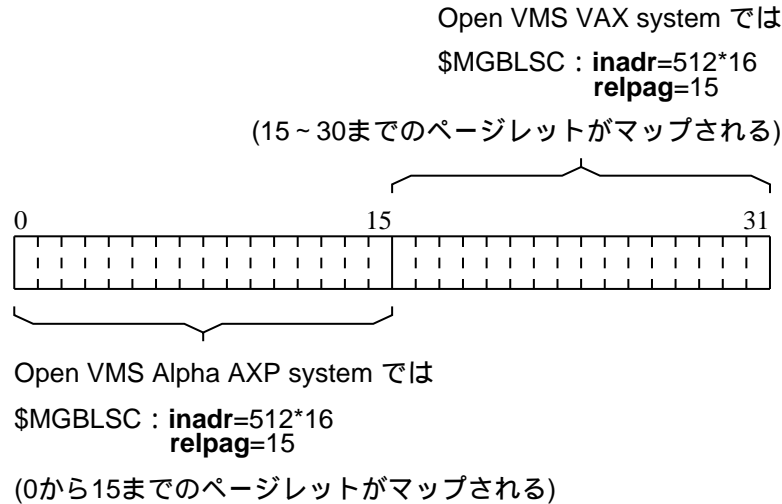 Open VMS VAX system では
$MGBLSC：inadr=512*16
relpag=15
(15～30までのページレットがマップされる)
0 15 31
Open VMS Alpha AXP system では
$MGBLSC：inadr=512*16
relpag=15
(0から15までのページレットがマップされる)